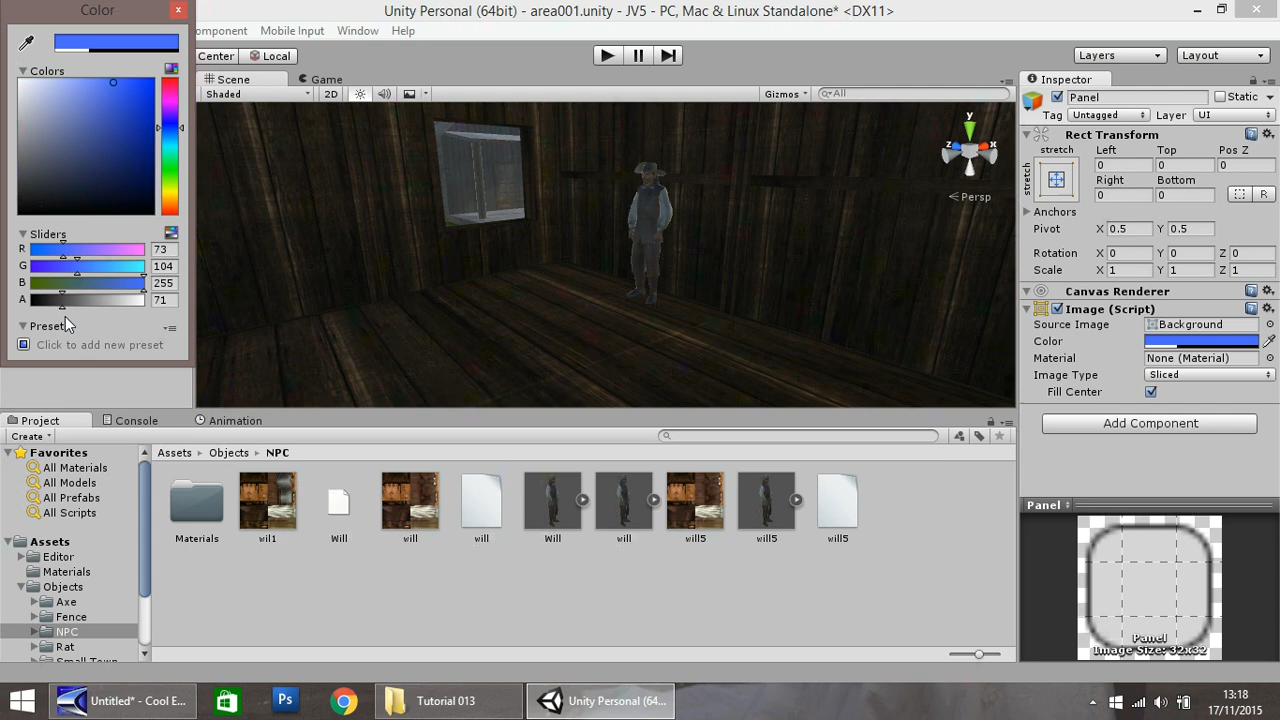 Color
Unity Personal (64bit) - area001.unity - JV5 - PC, Mac & Linux Standalone* <DX11>
omponent Mobile Input Window Help
Center Local
Layers Layout
Colors
Scene Game
Inspector
Shaded 2D Gizmos All
Panel Static
Tag Untagged Layer UI
Rect Transform
stretch Left Top Pos Z
0 0 0
stretch
Right Bottom
0 0 R
Anchors
Pivot X 0.5 Y 0.5
Rotation X 0 Y 0 Z 0
Scale X 1 Y 1 Z 1
Canvas Renderer
Image (Script)
Source Image Background
Color
Material None (Material)
Image Type Sliced
Fill Center
Add Component
y
z x
Persp
Sliders
R 73
G 104
B 255
A 71
Presets
Click to add new preset
Project Console Animation
Create
Favorites
All Materials
All Models
All Prefabs
All Scripts
Assets
Editor
Materials
Objects
Axe
Fence
NPC
Rat
Small Town
Assets Objects NPC
Materials wil1 Will will will Will will will5 will5 will5
Panel
Panel
Image Size: 32x32
Untitled* - Cool E... Ps Tutorial 013 Unity Personal (64...
13:18
17/11/2015